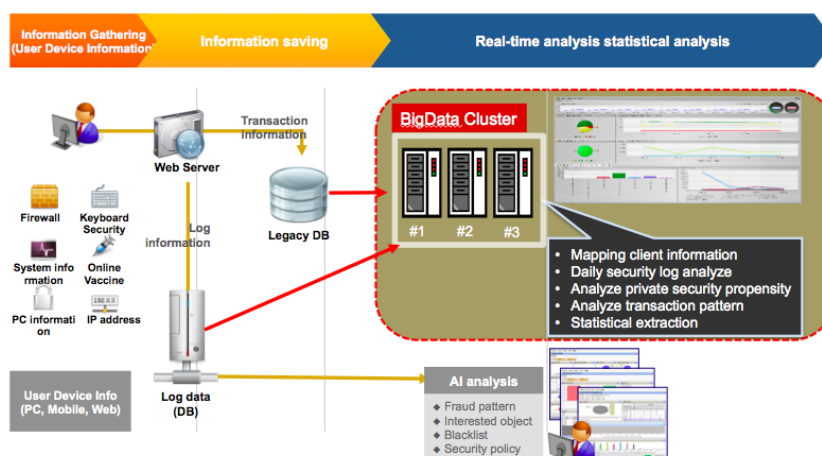 Information Gathering
(User Device Information)
Information saving
Real-time analysis statistical analysis
Transaction
Information
Web Server
BigData Cluster
#1
#2
#3
Legacy DB
Log
information
Firewall
Keyboard
Security
System info
rmation
Online
Vaccine
PC informati
on
IP address
• Mapping client information
• Daily security log analyze
• Analyze private security propensity
• Analyze transaction pattern
• Statistical extraction
User Device Info
(PC, Mobile, Web)
Log data
(DB)
AI analysis
❖ Fraud pattern
❖ Interested object
❖ Blacklist
❖ Security policy